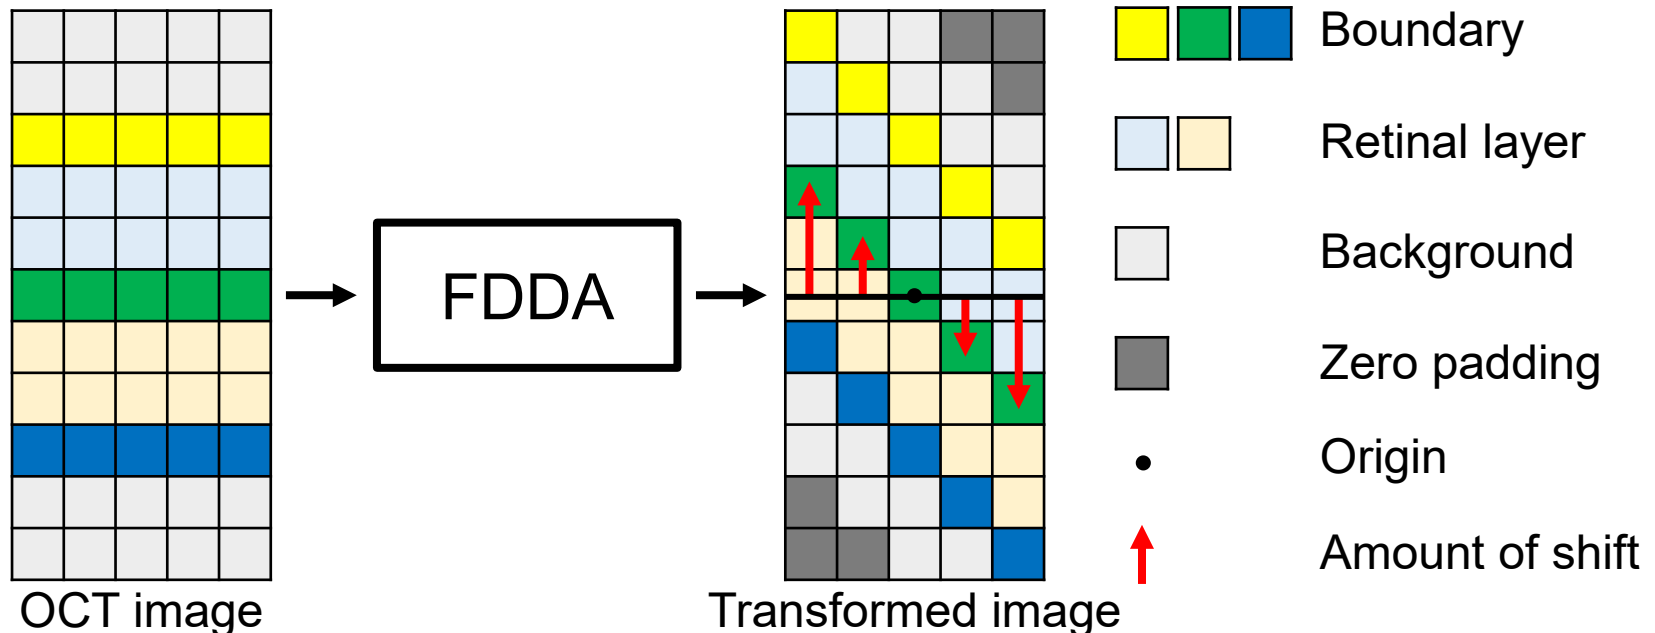 Boundary
Retinal layer
Background
FDDA
Zero padding
Origin
Amount of shift
OCT image
Transformed image